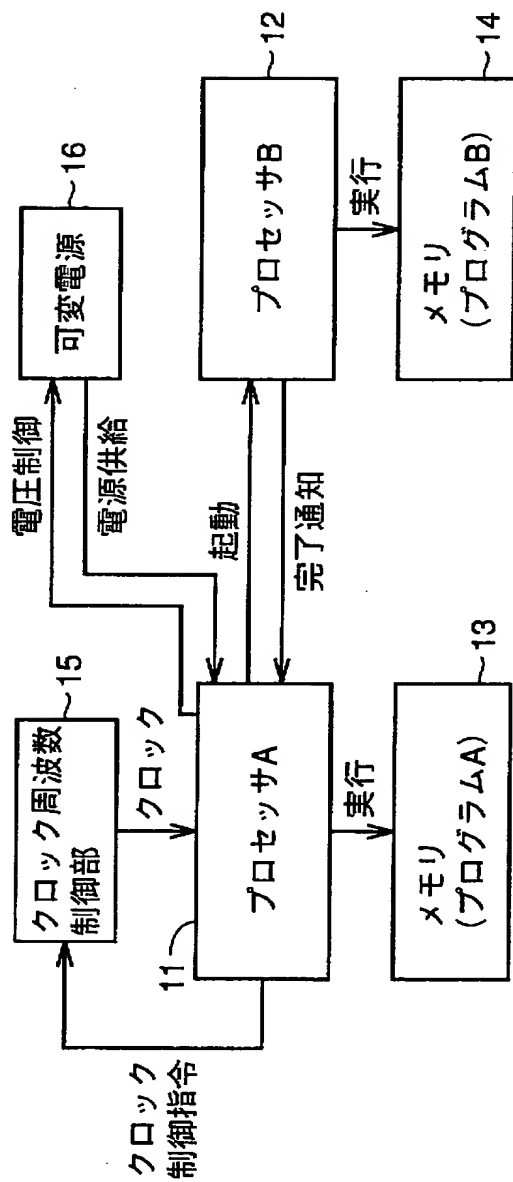 クロック
制御指令
クロック周波数
制御部
15
クロック
電圧制御
電源供給
可変電源
16
11
プロセッサA
起動
完了通知
プロセッサB
12
実行
実行
メモリ
(プログラムA)
13
メモリ
(プログラムB)
14